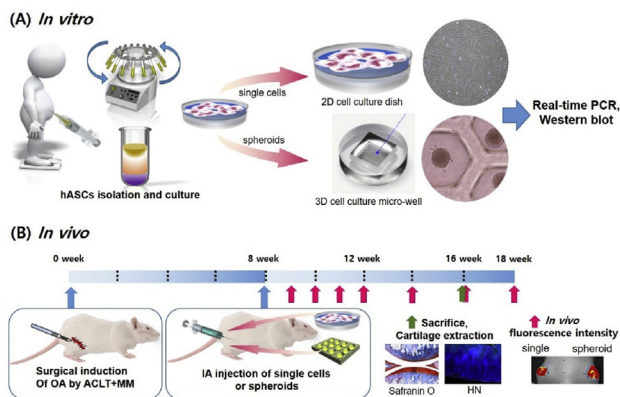 (A) In vitro
single cells
2D cell culture dish
Real-time PCR,
Western blot
spheroids
hASCs isolation and culture
3D cell culture micro-well
(B) In vivo
0 week
8 week
12 week
16 week
18 week
Surgical induction
Of OA by ACLT+MM
IA injection of single cells
or spheroids
Sacrifice,
Cartilage extraction
Safranin O
HN
In vivo
fluorescence intensity
single
spheroid